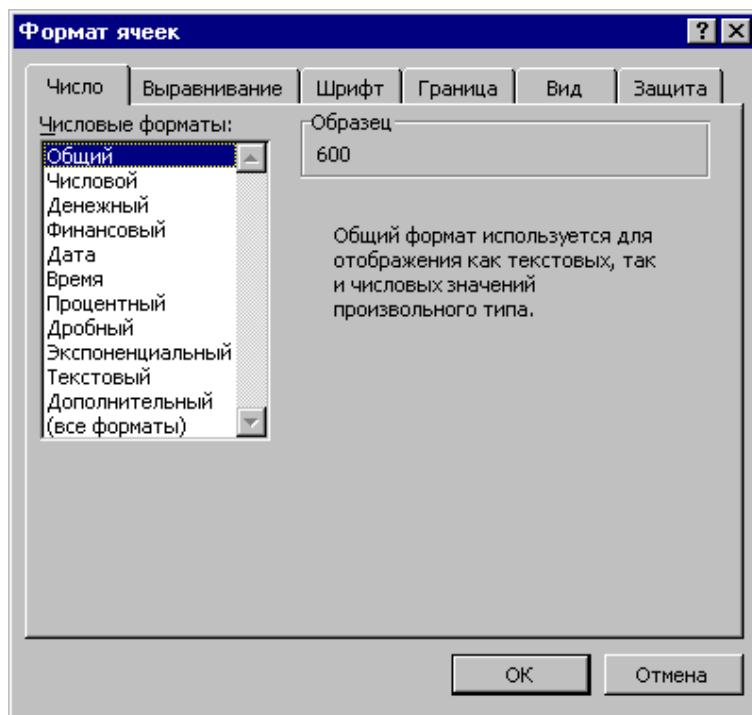 Формат ячеек
Число Выравнивание Шрифт Граница Вид Защита
Числовые форматы:
Общий
Числовой
Денежный
Финансовый
Дата
Время
Процентный
Дробный
Экспоненциальный
Текстовый
Дополнительный
(все форматы)
Образец
600
Общий формат используется для
отображения как текстовых, так
и числовых значений
произвольного типа.
ОК Отмена